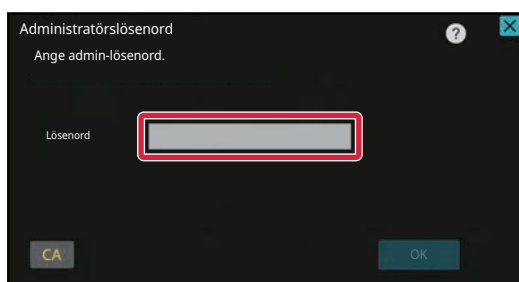 Administratörslösenord
?
Ange admin-lösenord.
Lösenord
CA
OK